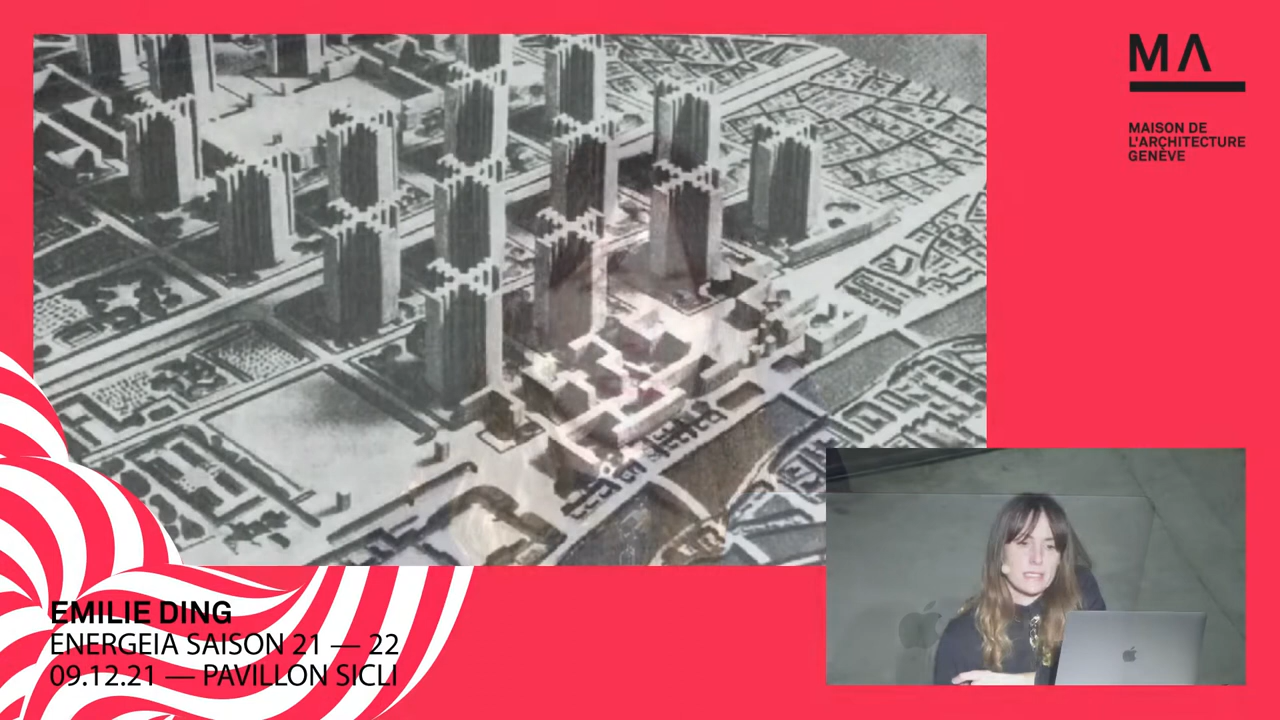 MA
MAISON DE
L'ARCHITECTURE
GENÈVE
EMILIE DING
ENERGEIA SAISON 21 — 22
09.12.21 — PAVILLON SICLI